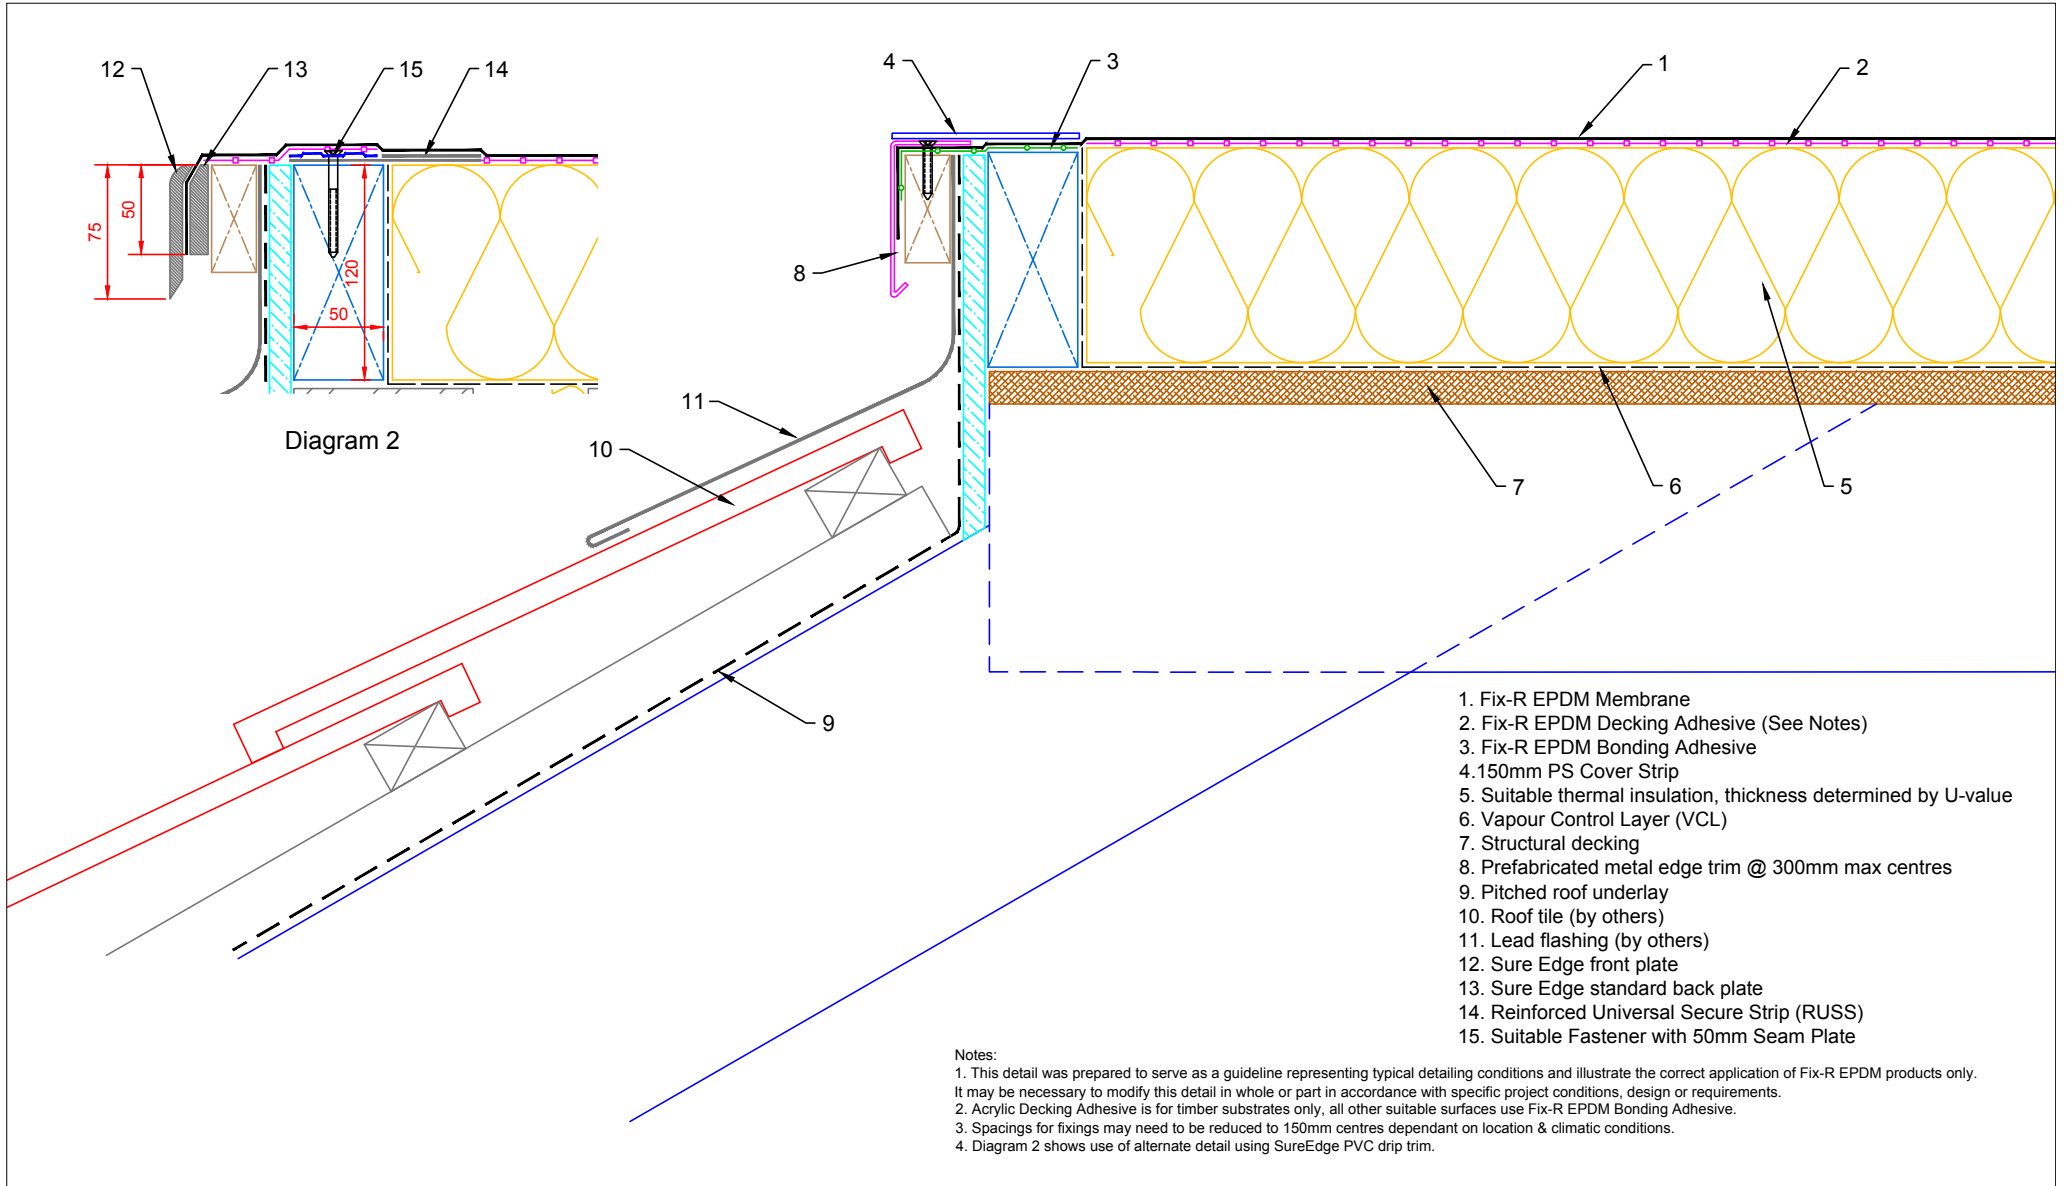 12
13
15
14
4
3
1
2
75
50
120
50
8
Diagram 2
11
10
7
6
5
9
1. Fix-R EPDM Membrane
2. Fix-R EPDM Decking Adhesive (See Notes)
3. Fix-R EPDM Bonding Adhesive
4.150mm PS Cover Strip
5. Suitable thermal insulation, thickness determined by U-value
6. Vapour Control Layer (VCL)
7. Structural decking
8. Prefabricated metal edge trim @ 300mm max centres
9. Pitched roof underlay
10. Roof tile (by others)
11. Lead flashing (by others)
12. Sure Edge front plate
13. Sure Edge standard back plate
14. Reinforced Universal Secure Strip (RUSS)
15. Suitable Fastener with 50mm Seam Plate
Notes:
1. This detail was prepared to serve as a guideline representing typical detailing conditions and illustrate the correct application of Fix-R EPDM products only.
It may be necessary to modify this detail in whole or part in accordance with specific project conditions, design or requirements.
2. Acrylic Decking Adhesive is for timber substrates only, all other suitable surfaces use Fix-R EPDM Bonding Adhesive.
3. Spacings for fixings may need to be reduced to 150mm centres dependant on location & climatic conditions.
4. Diagram 2 shows use of alternate detail using SureEdge PVC drip trim.